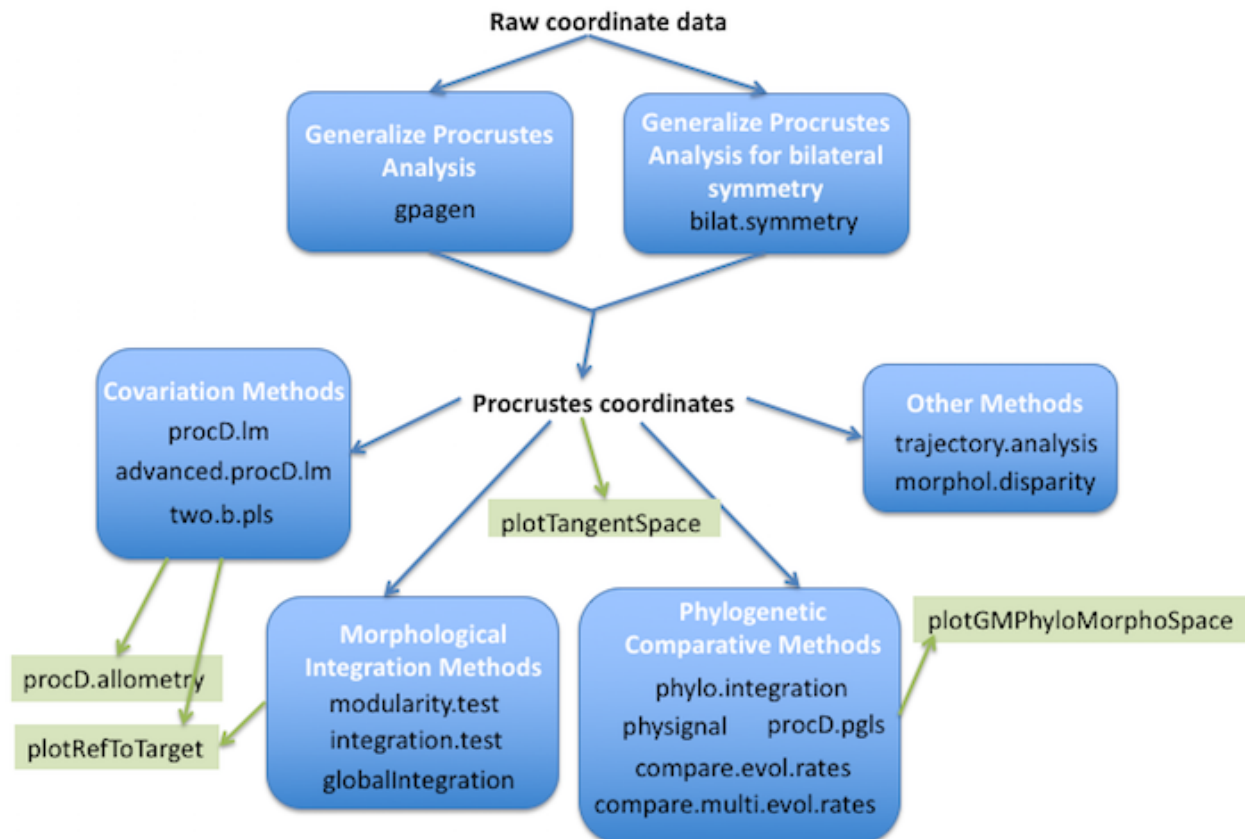 Raw coordinate data
Generalize Procrustes
Analysis
gpagen
Generalize Procrustes
Analysis for bilateral
symmetry
bilat.symmetry
Covariation Methods
procD.lm
advanced.procD.lm
two.b.pls
Procrustes coordinates
Other Methods
trajectory.analysis
morphol.disparity
plotTangentSpace
procD.allometry
plotRefToTarget
Morphological
Integration Methods
modularity.test
integration.test
globalIntegration
Phylogenetic
Comparative Methods
phylo.integration
physignal procD.pgls
compare.evol.rates
compare.multi.evol.rates
plotGMPhyloMorphoSpace